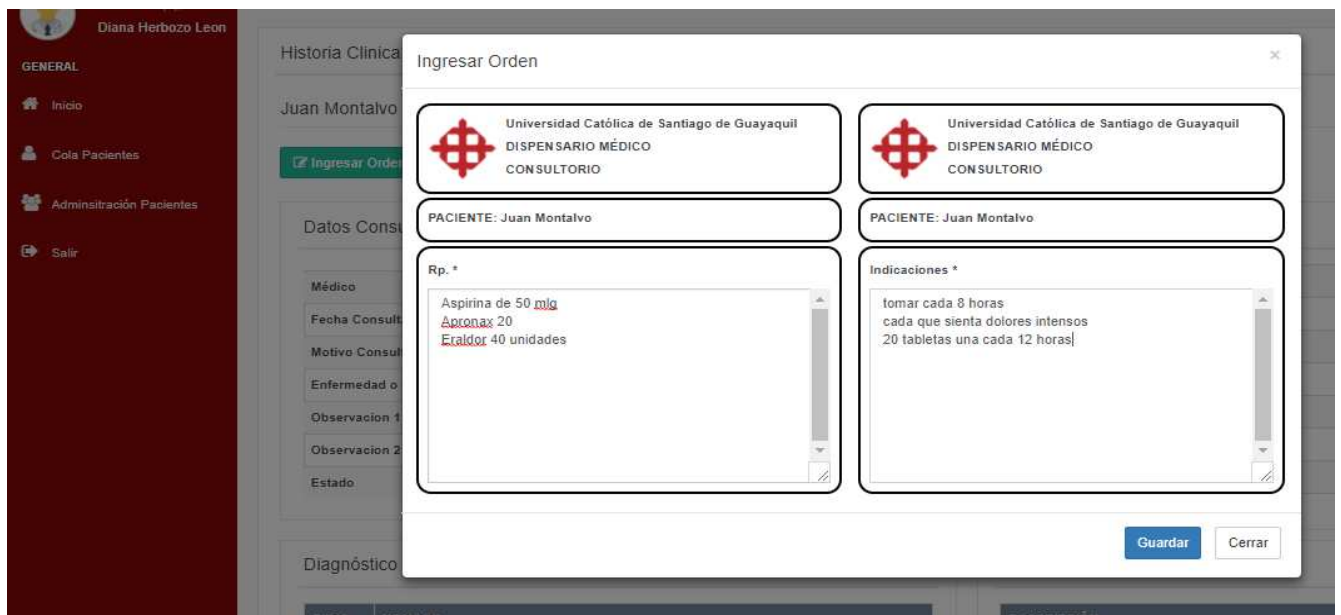 Diana Herbozo Leon
GENERAL
Inicio
Cola Pacientes
Adminsitración Pacientes
Salir
Historia Clinica
Juan Montalvo
Ingresar Orden
Datos Consu
Médico
Fecha Consult
Motivo Consul
Enfermedad o
Observacion 1
Observacion 2
Estado
Diagnóstico
Ingresar Orden
×
Universidad Católica de Santiago de Guayaquil
DISPENSARIO MÉDICO
CONSULTORIO
PACIENTE: Juan Montalvo
Rp. *
Aspirina de 50 mlg
Apronax 20
Eraldor 40 unidades
Universidad Católica de Santiago de Guayaquil
DISPENSARIO MÉDICO
CONSULTORIO
PACIENTE: Juan Montalvo
Indicaciones *
tomar cada 8 horas
cada que sienta dolores intensos
20 tabletas una cada 12 horas
Guardar
Cerrar